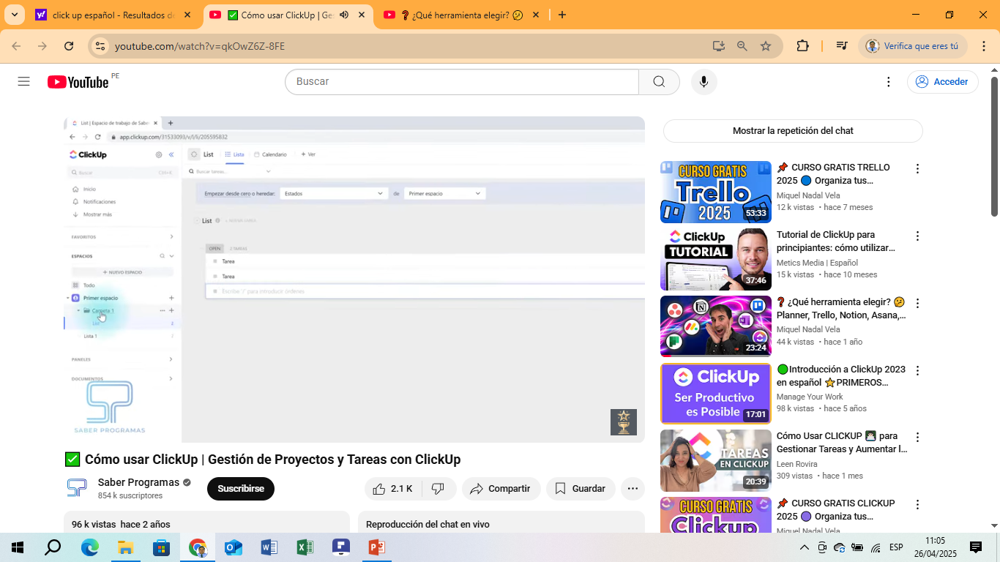 click up español - Resultados de
✅ Cómo usar ClickUp | Ges
❓ ¿Qué herramienta elegir? 🤔
youtube.com/watch?v=qkOwZ6Z-8FE
Verifica que eres tú
YouTube PE
Buscar
Acceder
List | Espacio de trabajo de Sabe
app.clickup.com/31533093/v/l/li/205595832
ClickUp
Buscar
Ctrl+K
Inicio
Notificaciones
Mostrar más
FAVORITOS
ESPACIOS
+ NUEVO ESPACIO
Todo
Primer espacio
Carpeta 1
List
Lista 1
PANELES
DOCUMENTOS
SABER PROGRAMAS
List
Lista
Calendario
+ Ver
Buscar tareas...
Empezar desde cero o heredar:
Estados
de
Primer espacio
List
+ NUEVA TAREA
OPEN
2 TAREAS
Tarea
Tarea
Escribe '/' para introducir órdenes
✅ Cómo usar ClickUp | Gestión de Proyectos y Tareas con ClickUp
Saber Programas
854 k suscriptores
Suscribirse
2.1 K
Compartir
Guardar
96 k vistas hace 2 años
Reproducción del chat en vivo
Mostrar la repetición del chat
CURSO GRATIS
Trello
2025
53:33
📌 CURSO GRATIS TRELLO
2025 🔵 Organiza tus...
Miquel Nadal Vela
12 k vistas • hace 7 meses
ClickUp
TUTORIAL
37:46
Tutorial de ClickUp para
principiantes: cómo utilizar...
Metics Media | Español
15 k vistas • hace 10 meses
23:24
❓ ¿Qué herramienta elegir? 🤔
Planner, Trello, Notion, Asana,...
Miquel Nadal Vela
44 k vistas • hace 1 año
ClickUp
Ser Productivo
es Posible
17:01
🟢Introducción a ClickUp 2023
en español ⭐PRIMEROS...
Manage Your Work
98 k vistas • hace 5 años
TAREAS
EN CLICKUP
20:39
Cómo Usar CLICKUP 👩🏻‍💻 para
Gestionar Tareas y Aumentar l...
Leen Rovira
309 vistas • hace 1 mes
CURSO GRATIS
Clickup
📌 CURSO GRATIS CLICKUP
2025 🟣 Organiza tus...
Miquel Nadal Vela
ESP
11:05
26/04/2025